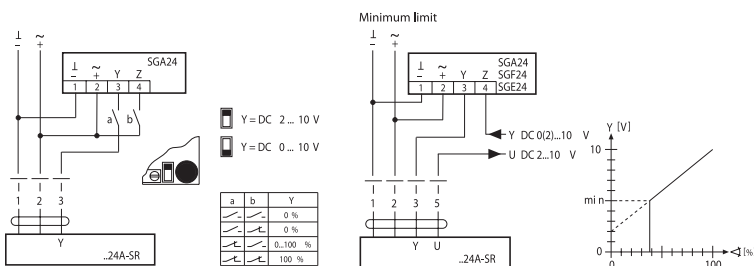 Minimum limit
⊥ ~
- +
SGA24
⊥ ~ Y Z
- +
1 2 3 4
a b
Y = DC 2 ... 10 V
Y = DC 0 ... 10 V
1 2 3
Y
..24A-SR
a b Y
0 %
0 %
0...100 %
100 %
⊥ ~
- +
SGA24
SGF24
SGE24
⊥ ~ Y Z
- +
1 2 3 4
Y DC 0(2)...10 V
U DC 2...10 V
1 2 3 5
Y U
..24A-SR
Y [V]
10
min
0
0 100
[%